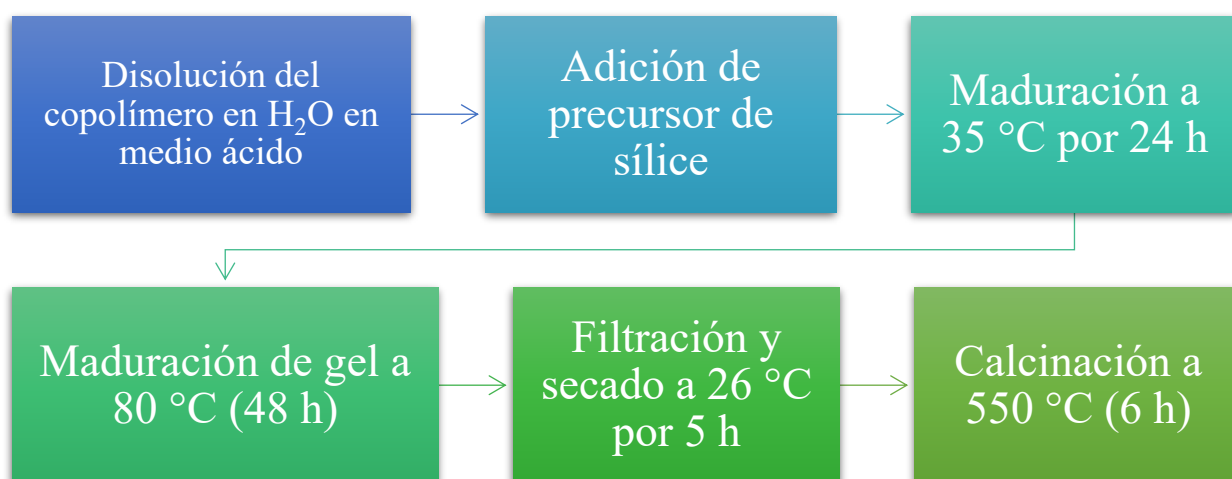 Disolución del
copolímero en H₂O en
medio ácido
Adición de
precursor de
sílice
Maduración a
35 °C por 24 h
Maduración de gel a
80 °C (48 h)
Filtración y
secado a 26 °C
por 5 h
Calcinación a
550 °C (6 h)